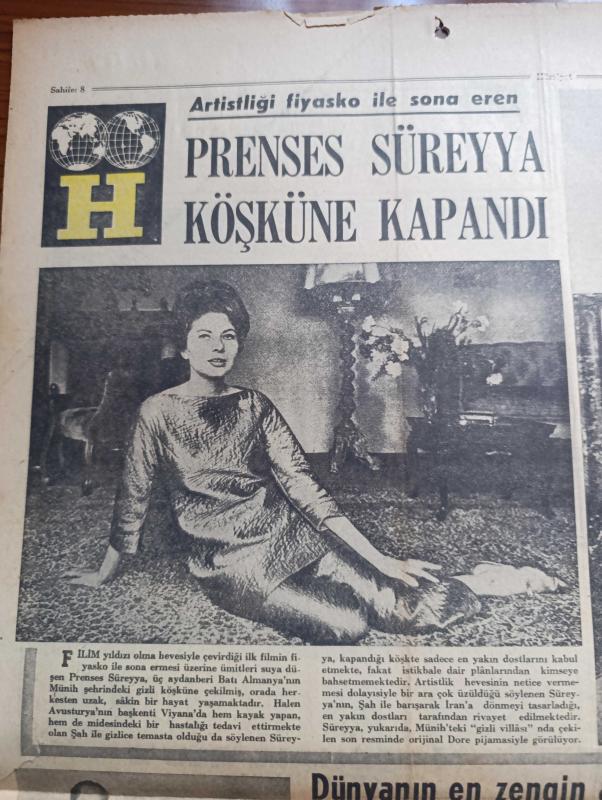 Sahife: 8
Hürriyet
Artistliği fiyasko ile sona eren
PRENSES SÜREYYA
KÖŞKÜNE KAPANDI
H
FİLİM yıldızı olma hevesiyle çevirdiği ilk filmin fi-
yasko ile sona ermesi üzerine ümitleri suya dü-
şen Prenses Süreyya, üç aydanberi Batı Almanya'nın
Münih şehrindeki gizli köşküne çekilmiş, orada her-
kesten uzak, sâkin bir hayat yaşamaktadır. Halen
Avusturya'nın başkenti Viyana'da hem kayak yapan,
hem de midesindeki bir hastalığı tedavi ettirmekte
olan Şah ile gizlice temasta olduğu da söylenen Sürey-
ya, kapandığı köşkte sadece en yakın dostlarını kabul
etmekte, fakat istikbale dair plânlarından kimseye
bahsetmemektedir. Artistlik hevesinin netice verme-
mesi dolayısiyle bir ara çok üzüldüğü söylenen Sürey-
ya'nın, Şah ile barışarak İran'a dönmeyi tasarladığı,
en yakın dostları tarafından rivayet edilmektedir.
Süreyya, yukarıda, Münih'teki "gizli villâsı" nda çeki-
len son resminde orijinal Dore pijamasiyle görülüyor.
Dünyanın en zengin